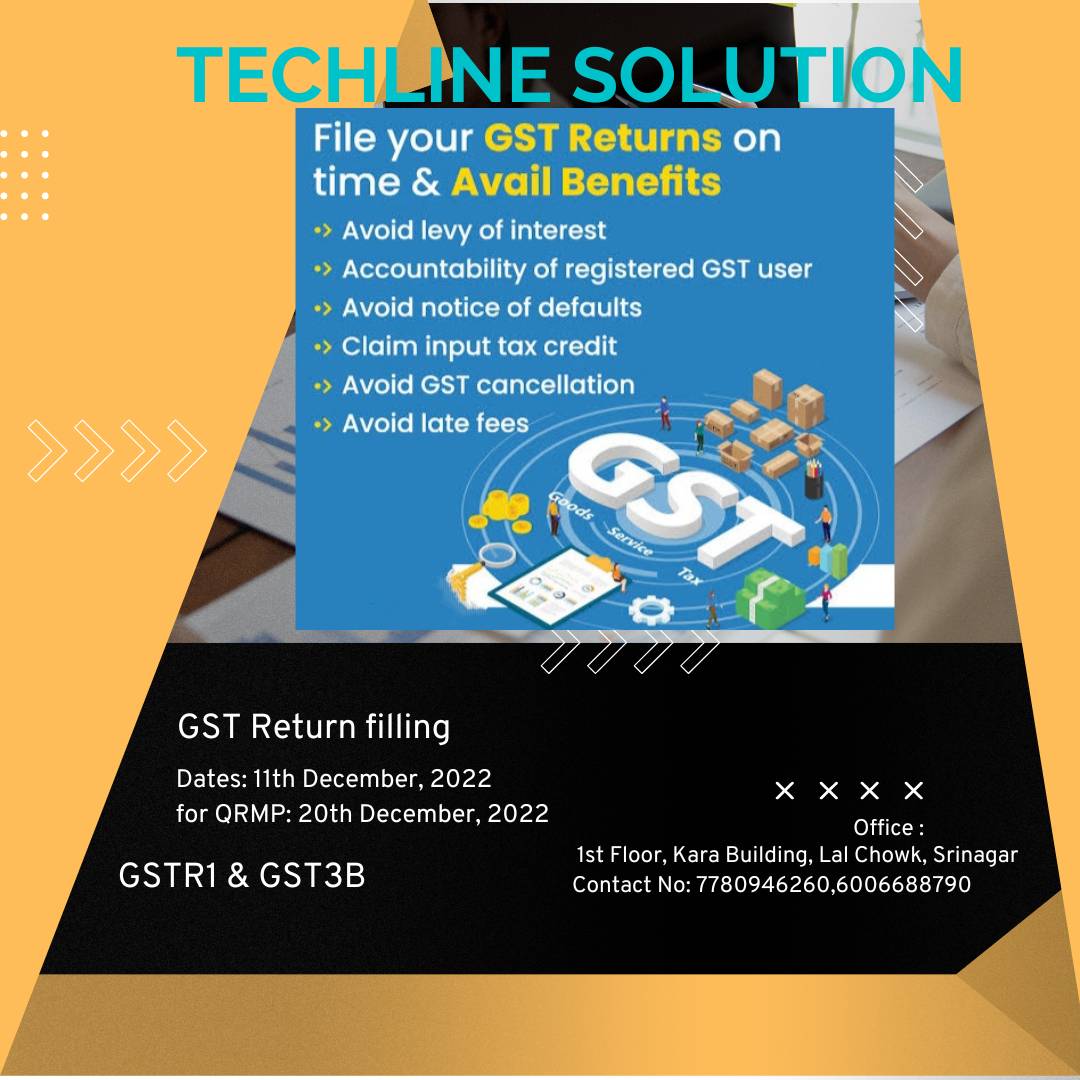 TECHLINE SOLUTION
File your GST Returns on
time & Avail Benefits
Avoid levy of interest
Accountability of registered GST user
Avoid notice of defaults
Claim input tax credit
Avoid GST cancellation
Avoid late fees
GST
Goods
Service
Tax
GST Return filling
Dates: 11th December, 2022
for QRMP: 20th December, 2022
GSTR1 & GST3B
Office :
1st Floor, Kara Building, Lal Chowk, Srinagar
Contact No: 7780946260,6006688790